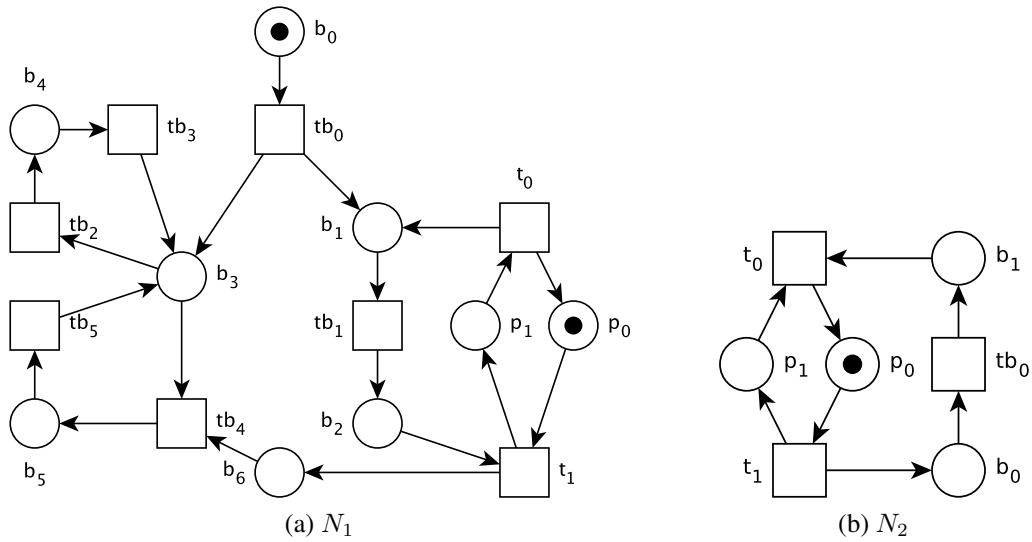 b₀
b₄
tb₃
tb₀
t₀
b₁
tb₂
t₀
b₁
b₃
tb₅
tb₁
p₁
p₀
p₁
p₀
tb₀
b₂
tb₄
b₅
b₆
t₁
t₁
b₀
(a) N₁
(b) N₂